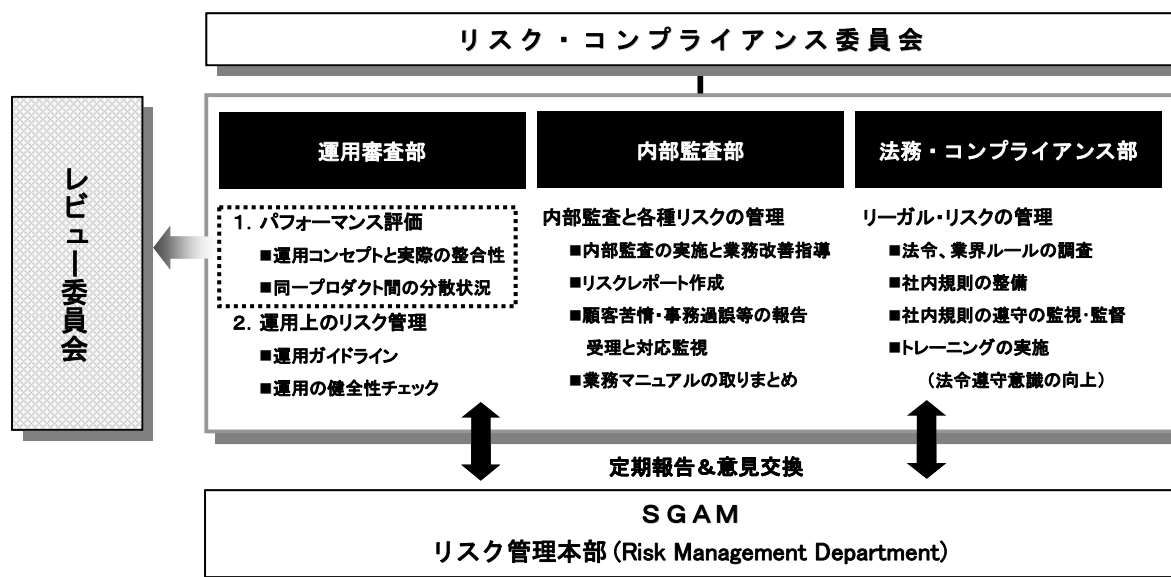 リスク・コンプライアンス委員会
レビュー委員会
運用審査部
1．パフォーマンス評価
■運用コンセプトと実際の整合性
■同一プロダクト間の分散状況
2．運用上のリスク管理
■運用ガイドライン
■運用の健全性チェック
内部監査部
内部監査と各種リスクの管理
■内部監査の実施と業務改善指導
■リスクレポート作成
■顧客苦情・事務過誤等の報告
受理と対応監視
■業務マニュアルの取りまとめ
法務・コンプライアンス部
リーガル・リスクの管理
■法令、業界ルールの調査
■社内規則の整備
■社内規則の遵守の監視・監督
■トレーニングの実施
（法令遵守意識の向上）
定期報告＆意見交換
ＳＧＡＭ
リスク管理本部 (Risk Management Department)